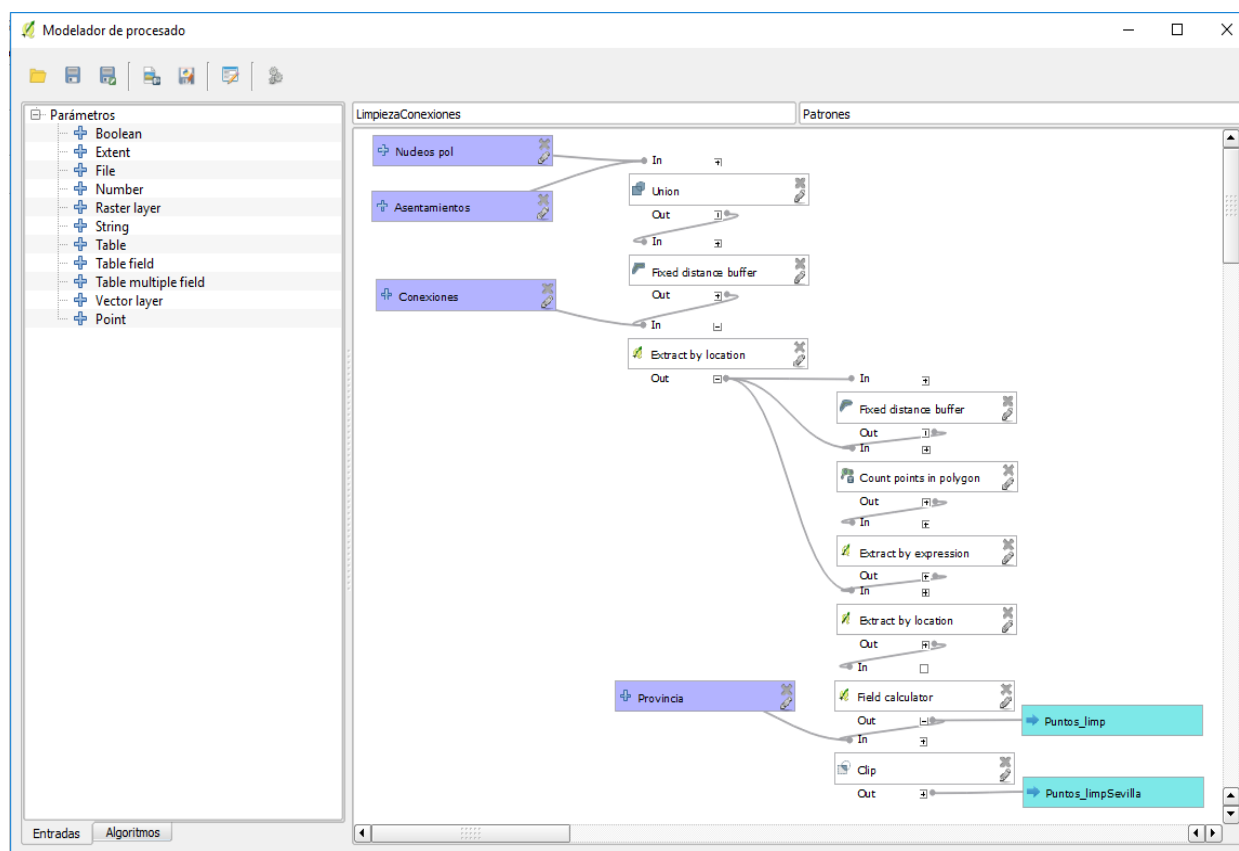 Modelador de procesado
Parámetros
Boolean
Extent
File
Number
Raster layer
String
Table
Table field
Table multiple field
Vector layer
Point
Entradas
Algoritmos
LimpiezaConexiones
Patrones
Nucleos pol
In
Union
Asentamientos
Out
In
Fixed distance buffer
Conexiones
Out
In
Extract by location
Out
In
Fixed distance buffer
Out
In
Count points in polygon
Out
In
Extract by expression
Out
In
Extract by location
Out
In
Provincia
Field calculator
Out
Puntos_limp
In
Clip
Out
Puntos_limpSevilla